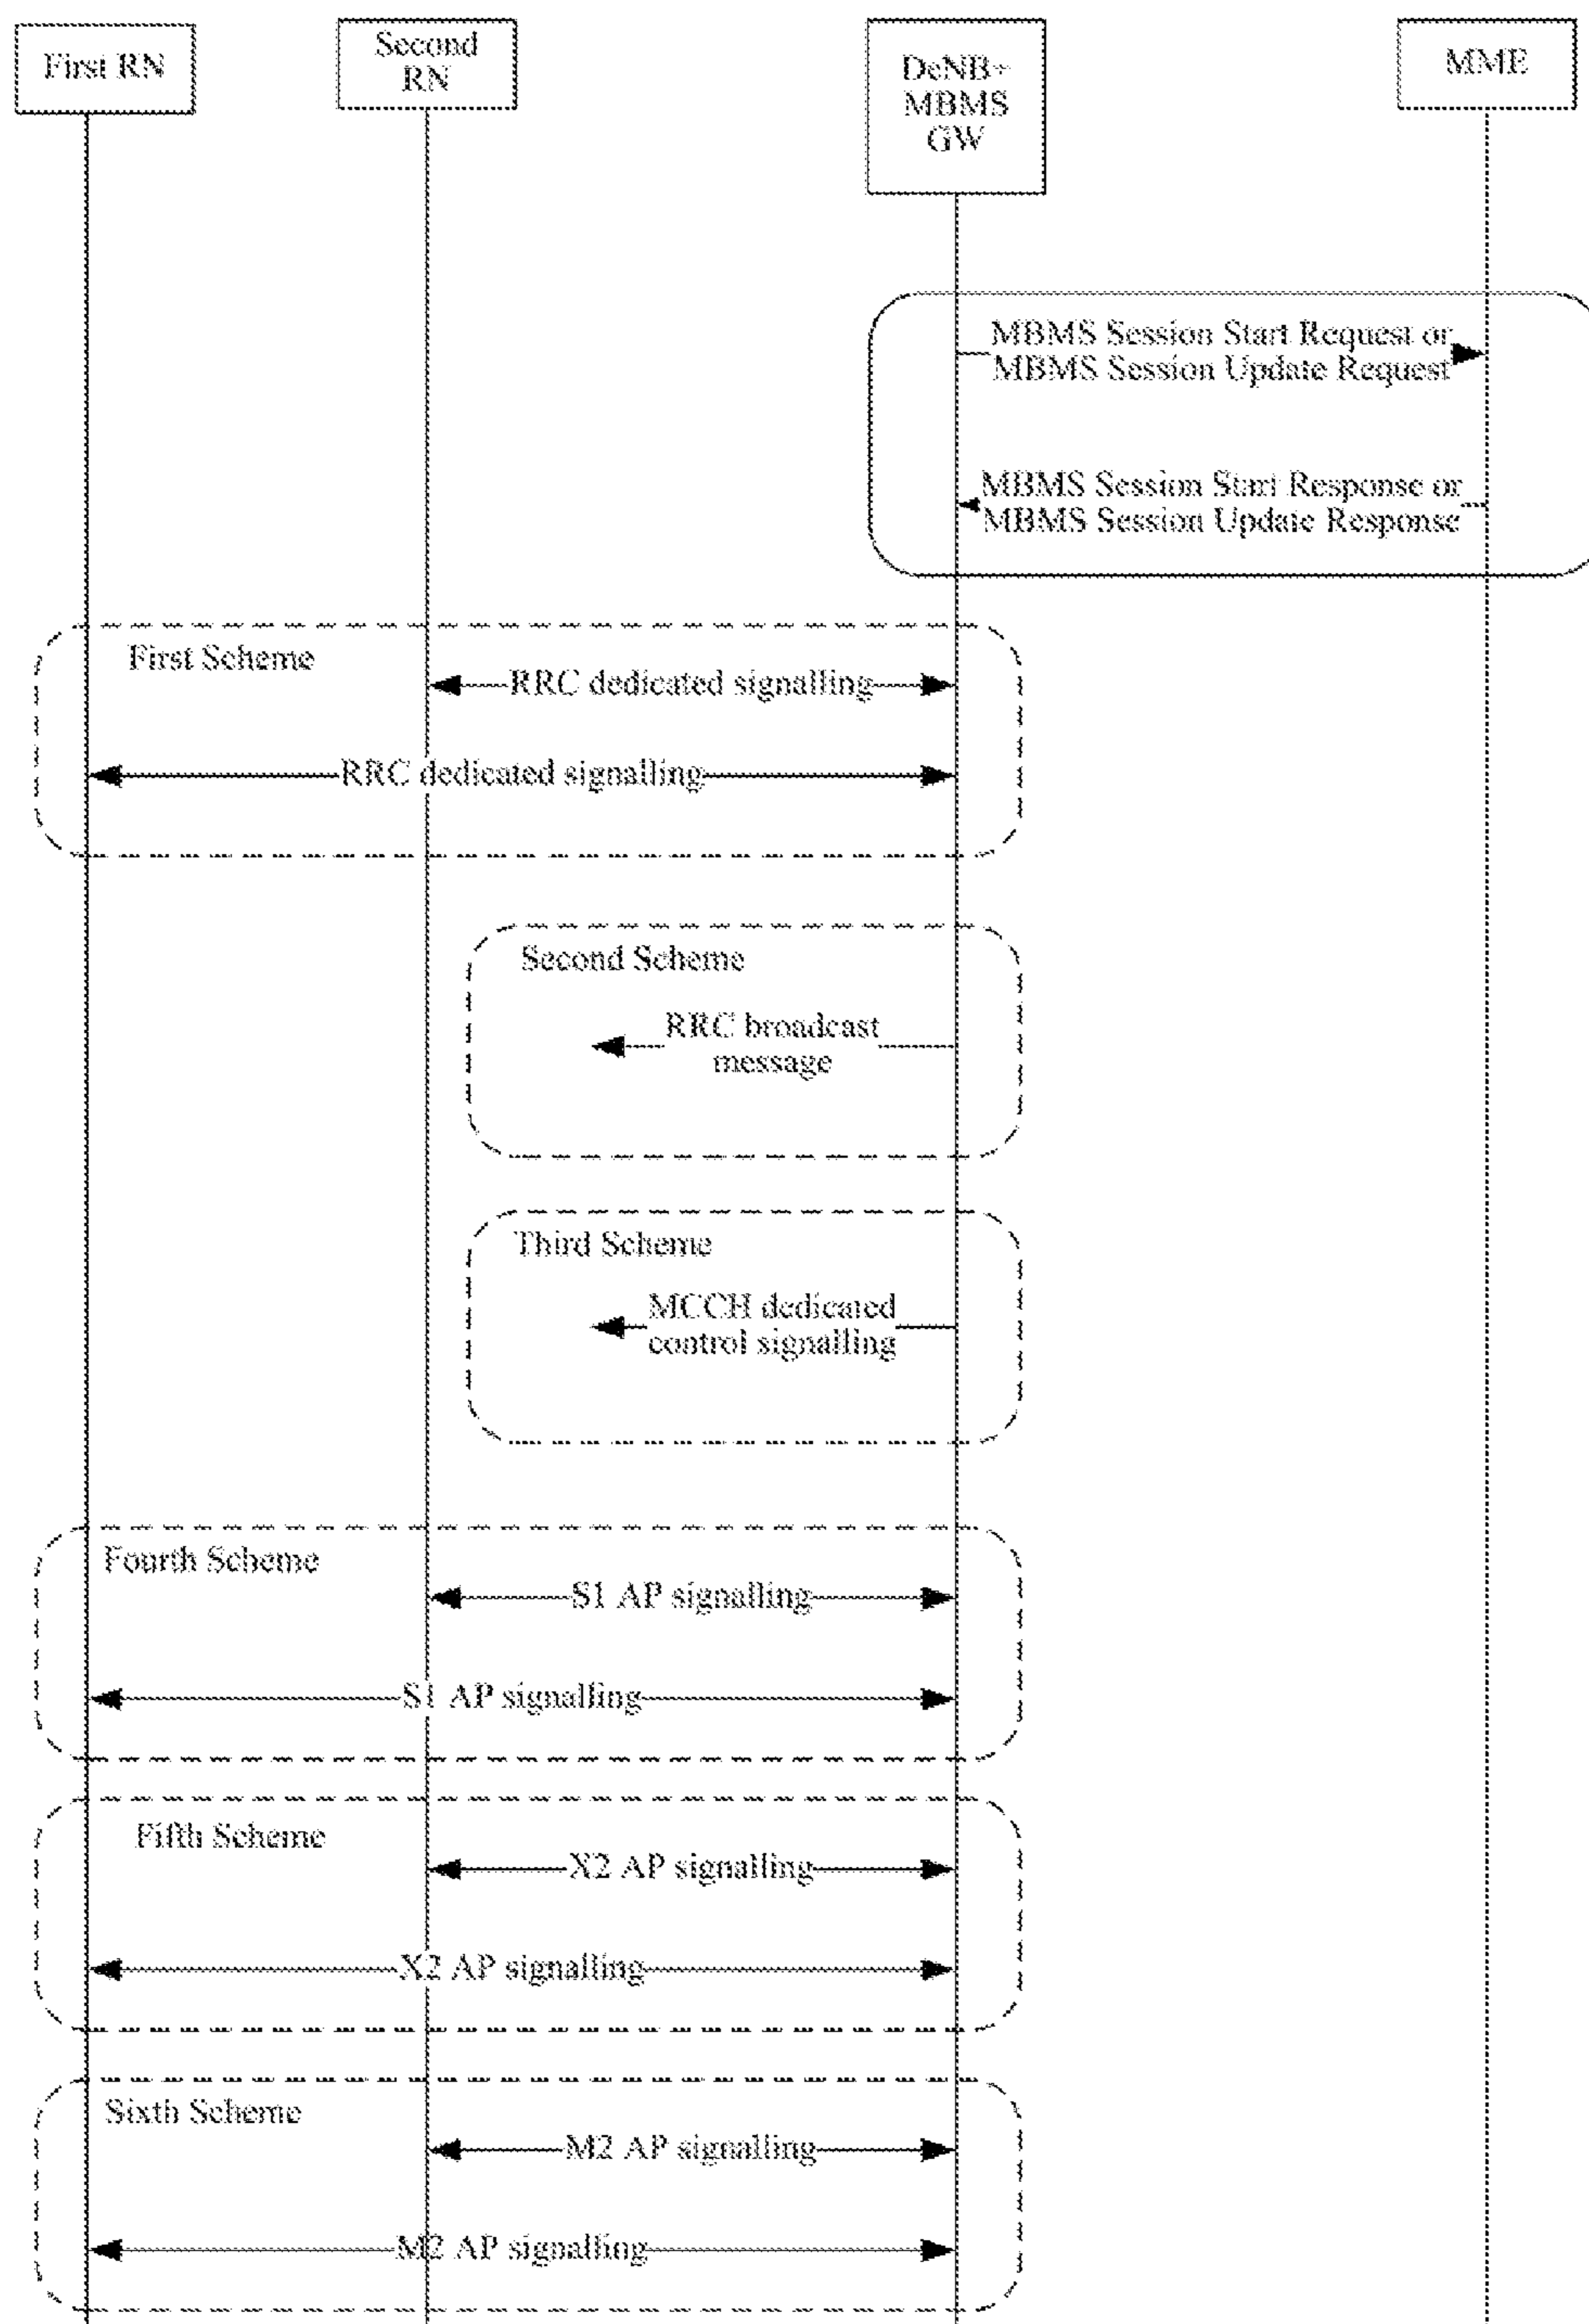 First RN
Second
RN
DeNB+
MBMS
GW
MME
MBMS Session Start Request or
MBMS Session Update Request
MBMS Session Start Response or
MBMS Session Update Response
First Scheme
RRC dedicated signalling
RRC dedicated signalling
Second Scheme
RRC broadcast
message
Third Scheme
MCCH dedicated
control signalling
Fourth Scheme
S1 AP signalling
S1 AP signalling
Fifth Scheme
X2 AP signalling
X2 AP signalling
Sixth Scheme
M2 AP signalling
M2 AP signalling